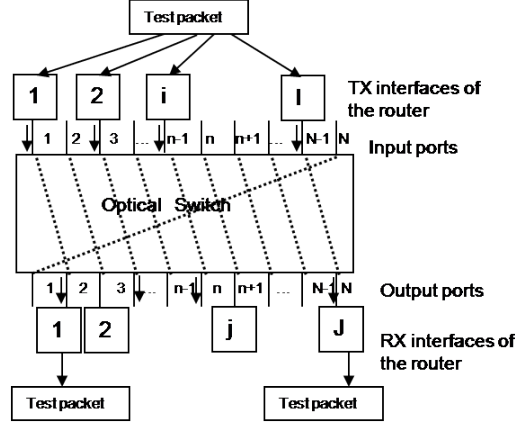 Test packet
1 2 i I
TX interfaces of
the router
1 2 3 ... n-1 n n+1 ... N-1 N
Input ports
Optical Switch
1 2 3 ... n-1 n n+1 ... N-1 N
Output ports
1 2 j J
RX interfaces of
the router
Test packet Test packet